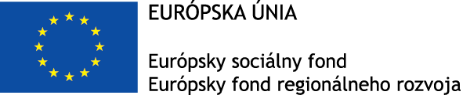 EURÓPSKA ÚNIA
Európsky sociálny fond
Európsky fond regionálneho rozvoja